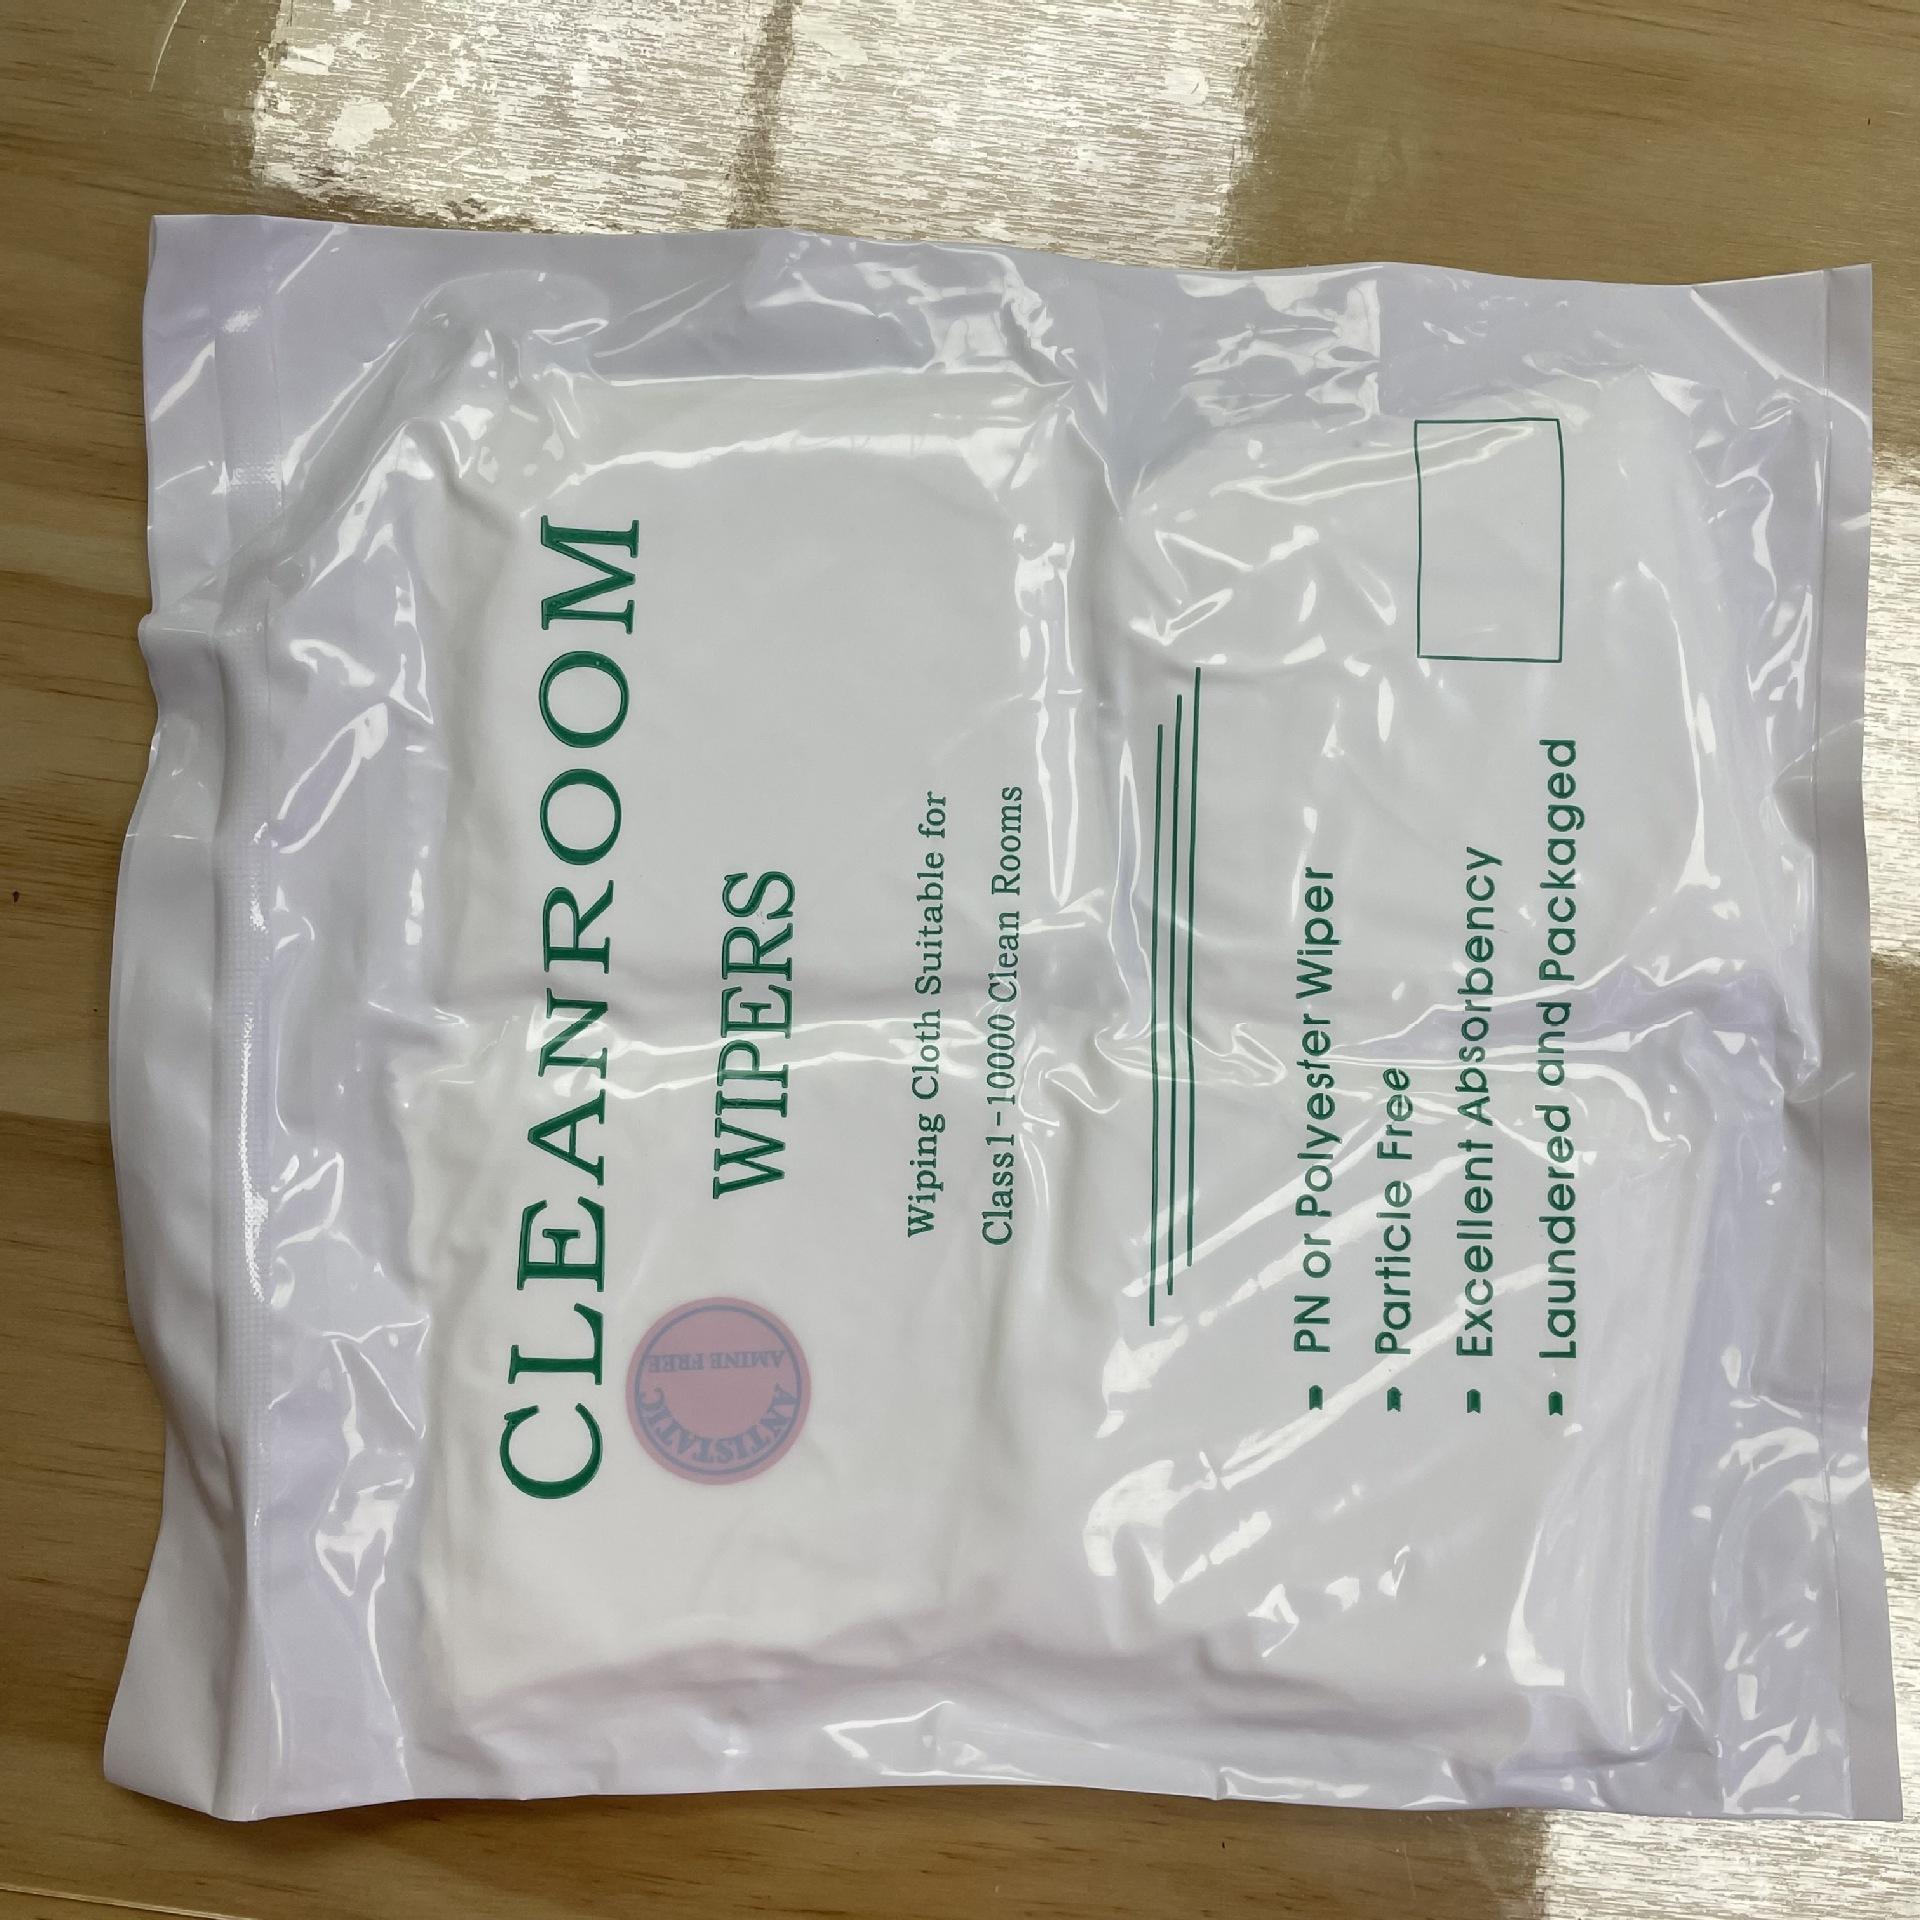 CLEANROOM
WIPERS
ANTISTATIC
AMINE FREE
Wiping Cloth Suitable for
Class1-10000 Clean Rooms
PN or Polyester Wiper
Particle Free
Excellent Absorbency
Laundered and Packaged